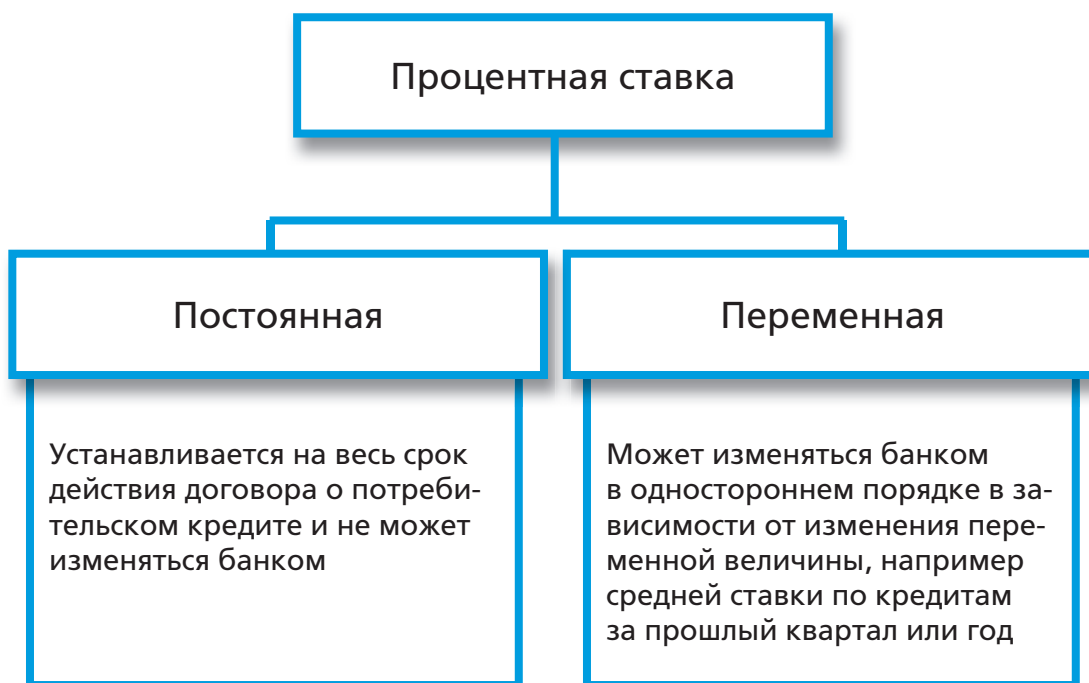 Процентная ставка
Постоянная
Устанавливается на весь срок
действия договора о потреби-
тельском кредите и не может
изменяться банком
Переменная
Может изменяться банком
в одностороннем порядке в за-
висимости от изменения пере-
менной величины, например
средней ставки по кредитам
за прошлый квартал или год